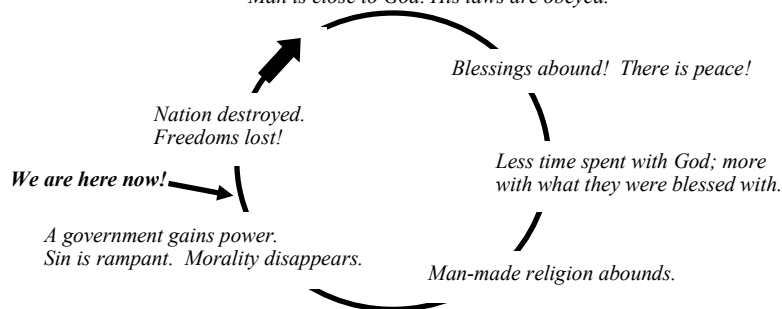 Man is close to God. His laws are obeyed.
Blessings abound!  There is peace!
Nation destroyed.
Freedoms lost!
Less time spent with God; more
with what they were blessed with.
We are here now!
A government gains power.
Sin is rampant.  Morality disappears.
Man-made religion abounds.